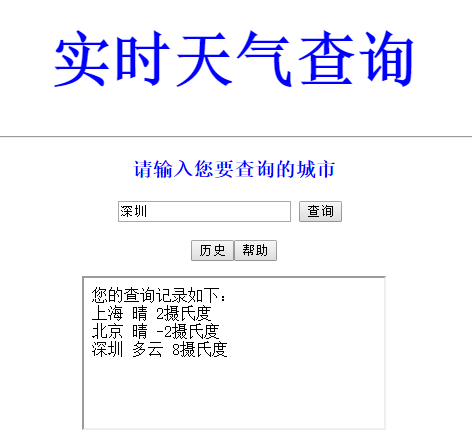 实时天气查询
请输入您要查询的城市
深圳 查询
历史 帮助
您的查询记录如下：
上海 晴 2摄氏度
北京 晴 -2摄氏度
深圳 多云 8摄氏度